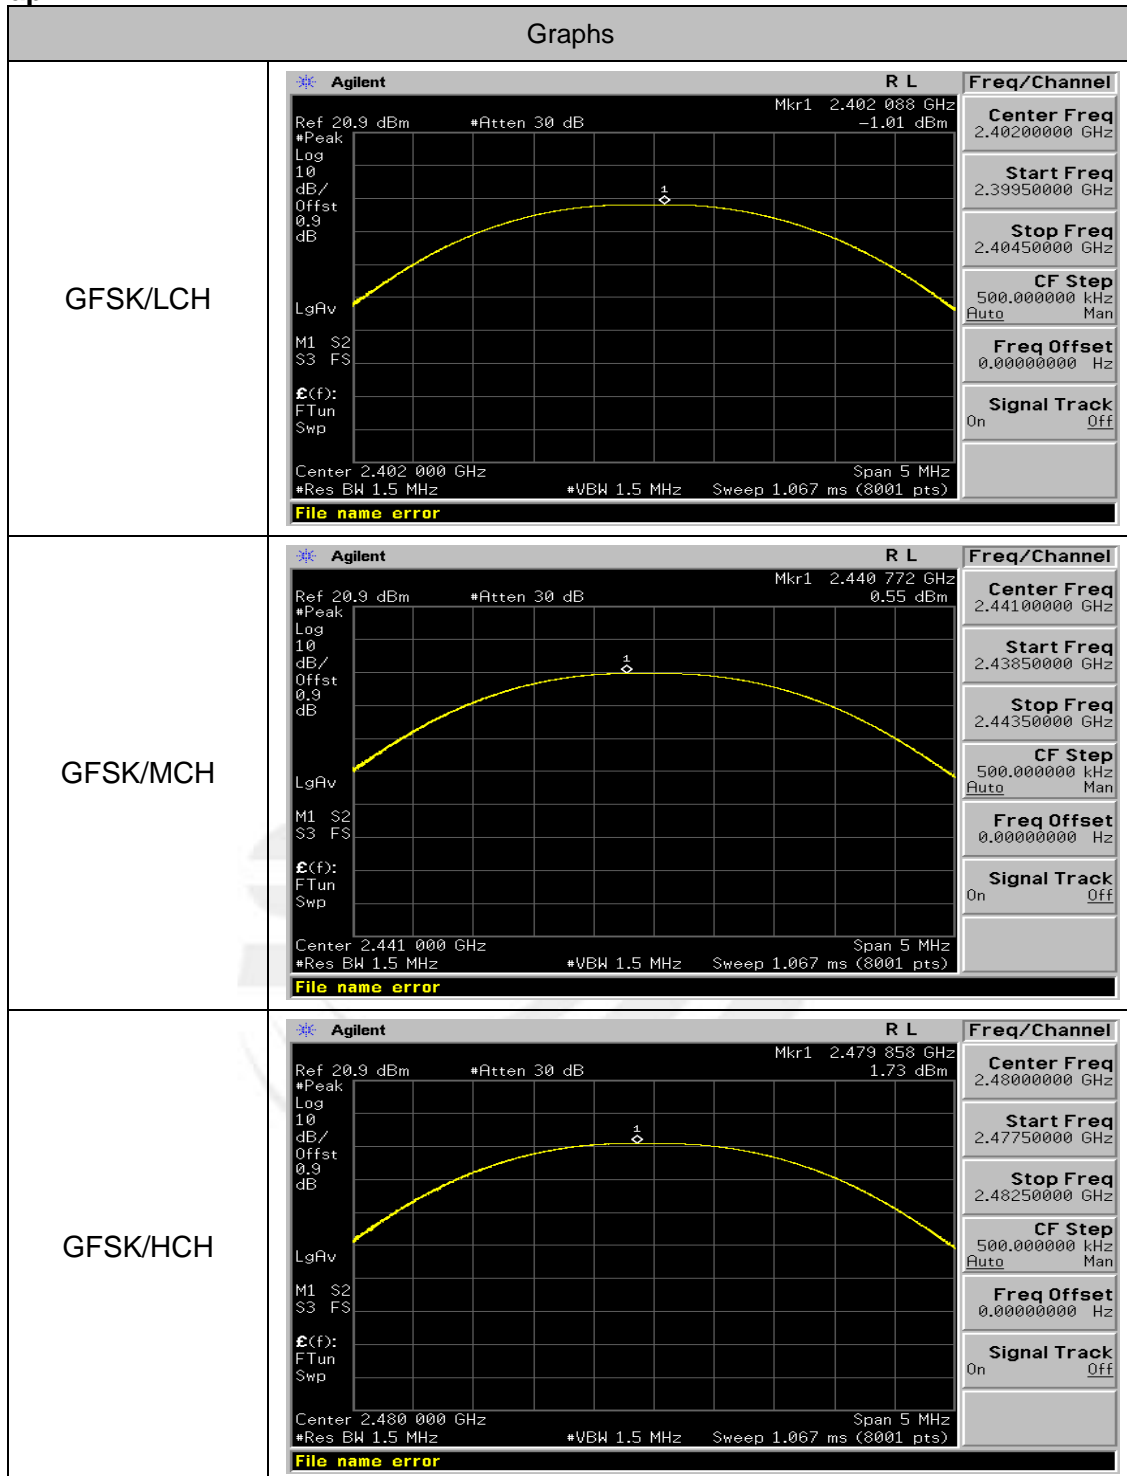 Graphs
GFSK/LCH
Agilent R L Freq/Channel
Mkr1 2.402 088 GHz
Ref 20.9 dBm #Atten 30 dB -1.01 dBm
#Peak
Log
10
dB/
Offst
0.9
dB
1
LgAv
M1 S2
S3 FS
£(f):
FTun
Swp
Center 2.402 000 GHz Span 5 MHz
#Res BW 1.5 MHz #VBW 1.5 MHz Sweep 1.067 ms (8001 pts)
File name error
Center Freq
2.40200000 GHz
Start Freq
2.39950000 GHz
Stop Freq
2.40450000 GHz
CF Step
500.000000 kHz
Auto Man
Freq Offset
0.00000000 Hz
Signal Track
On Off
GFSK/MCH
Agilent R L Freq/Channel
Mkr1 2.440 772 GHz
Ref 20.9 dBm #Atten 30 dB 0.55 dBm
#Peak
Log
10
dB/
Offst
0.9
dB
1
LgAv
M1 S2
S3 FS
£(f):
FTun
Swp
Center 2.441 000 GHz Span 5 MHz
#Res BW 1.5 MHz #VBW 1.5 MHz Sweep 1.067 ms (8001 pts)
File name error
Center Freq
2.44100000 GHz
Start Freq
2.43850000 GHz
Stop Freq
2.44350000 GHz
CF Step
500.000000 kHz
Auto Man
Freq Offset
0.00000000 Hz
Signal Track
On Off
GFSK/HCH
Agilent R L Freq/Channel
Mkr1 2.479 858 GHz
Ref 20.9 dBm #Atten 30 dB 1.73 dBm
#Peak
Log
10
dB/
Offst
0.9
dB
1
LgAv
M1 S2
S3 FS
£(f):
FTun
Swp
Center 2.480 000 GHz Span 5 MHz
#Res BW 1.5 MHz #VBW 1.5 MHz Sweep 1.067 ms (8001 pts)
File name error
Center Freq
2.48000000 GHz
Start Freq
2.47750000 GHz
Stop Freq
2.48250000 GHz
CF Step
500.000000 kHz
Auto Man
Freq Offset
0.00000000 Hz
Signal Track
On Off